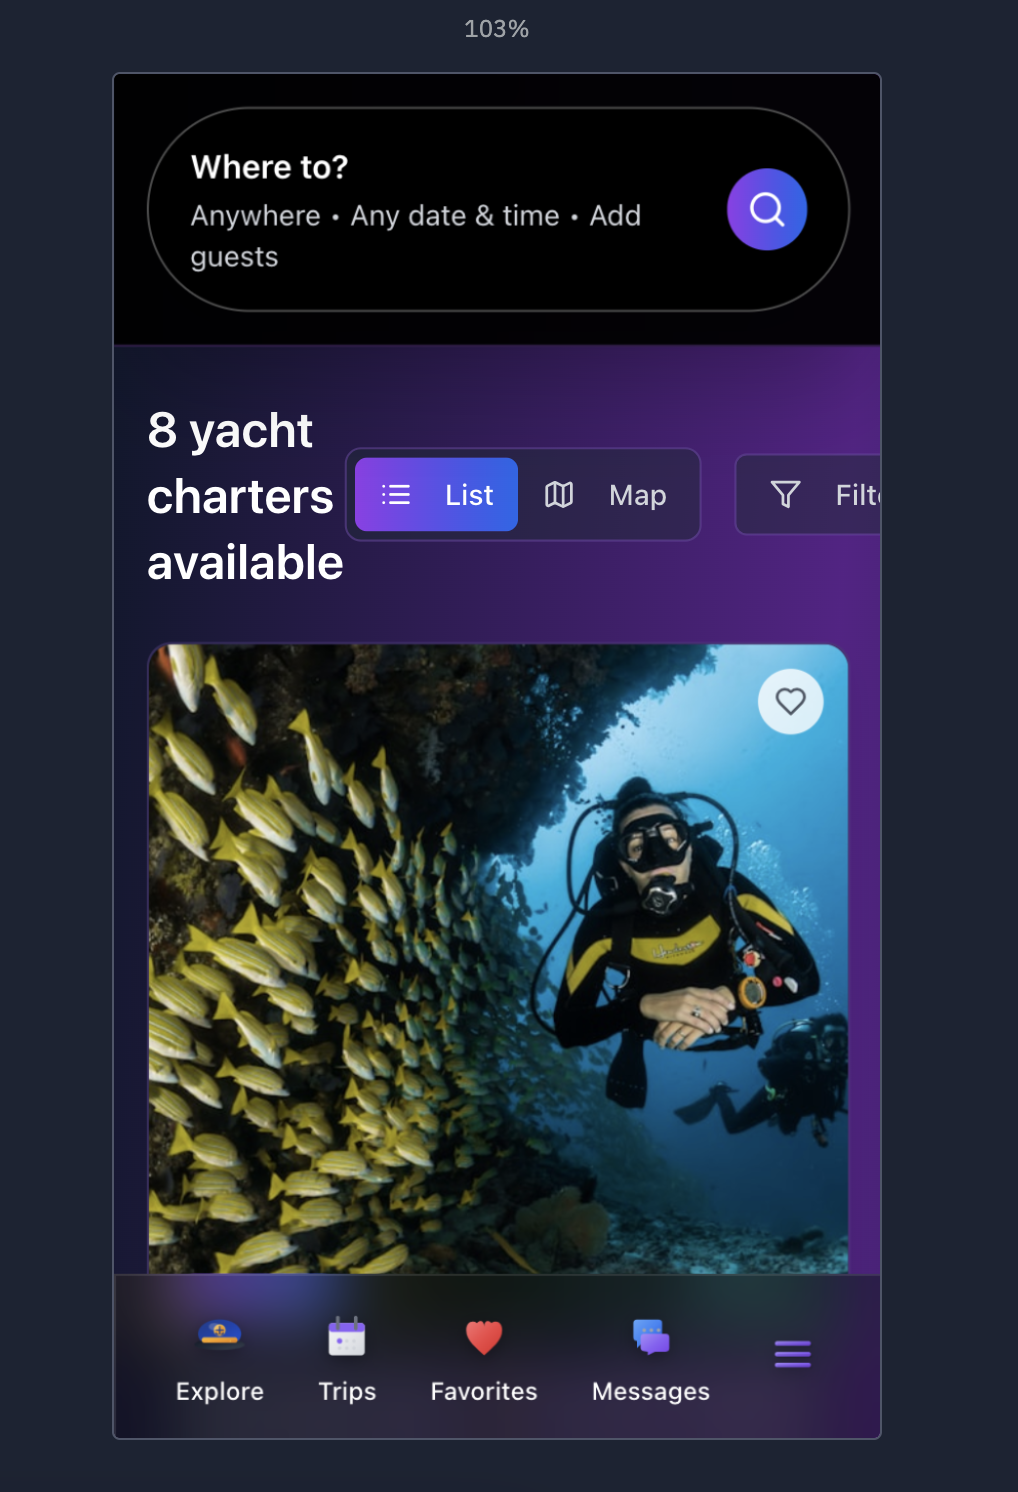 103%
Where to?
Anywhere • Any date & time • Add
guests
8 yacht
charters
available
List
Map
Filte
Explore
Trips
Favorites
Messages